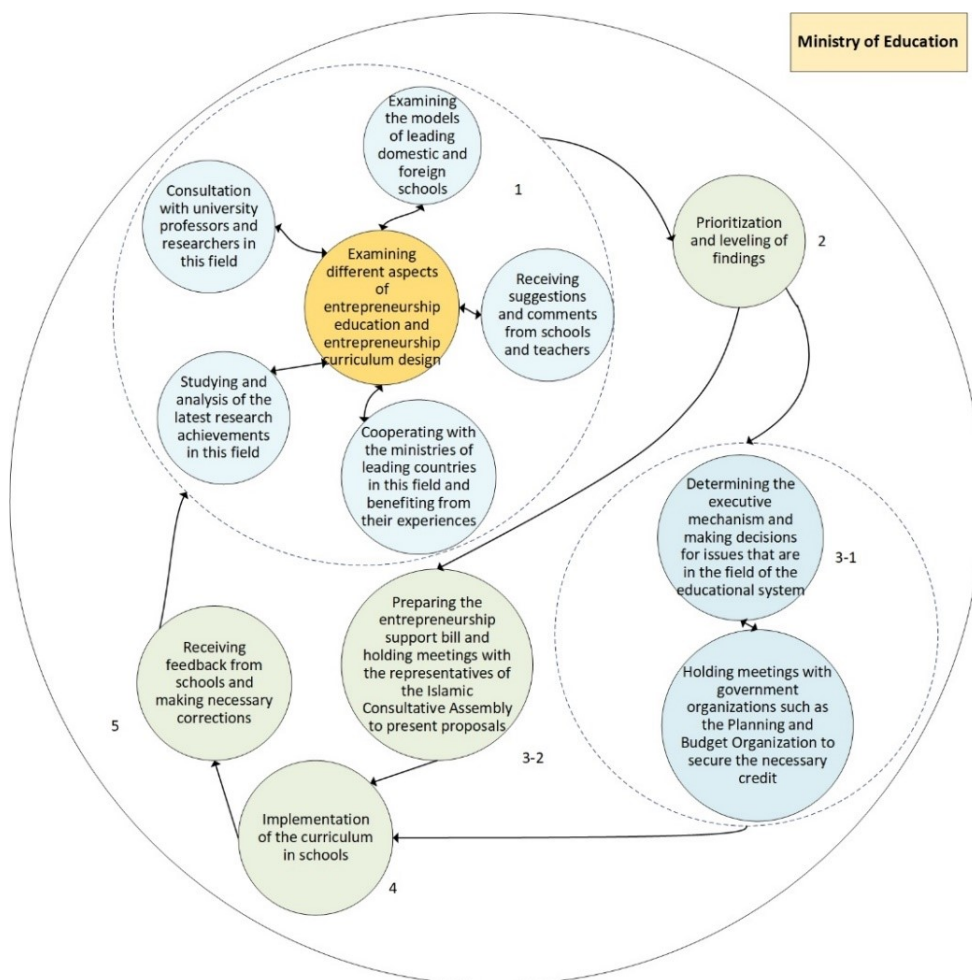 Ministry of Education
Examining
the models
of leading
domestic and
foreign
schools
1
Consultation
with university
professors and
researchers in
this field
Examining
different aspects
of
entrepreneurship
education and
entrepreneurship
curriculum design
Receiving
suggestions
and comments
from schools
and teachers
Studying and
analysis of the
latest research
achievements
in this field
Cooperating with
the ministries of
leading countries
in this field and
benefiting from
their experiences
Prioritization
and leveling of
findings
2
Determining the
executive
mechanism and
making decisions
for issues that are
in the field of the
educational system
3-1
Holding meetings with
government
organizations such as
the Planning and
Budget Organization to
secure the necessary
credit
Preparing the
entrepreneurship
support bill and
holding meetings with
the representatives of
the Islamic
Consultative Assembly
to present proposals
3-2
Implementation
of the curriculum
in schools
4
Receiving
feedback from
schools and
making necessary
corrections
5